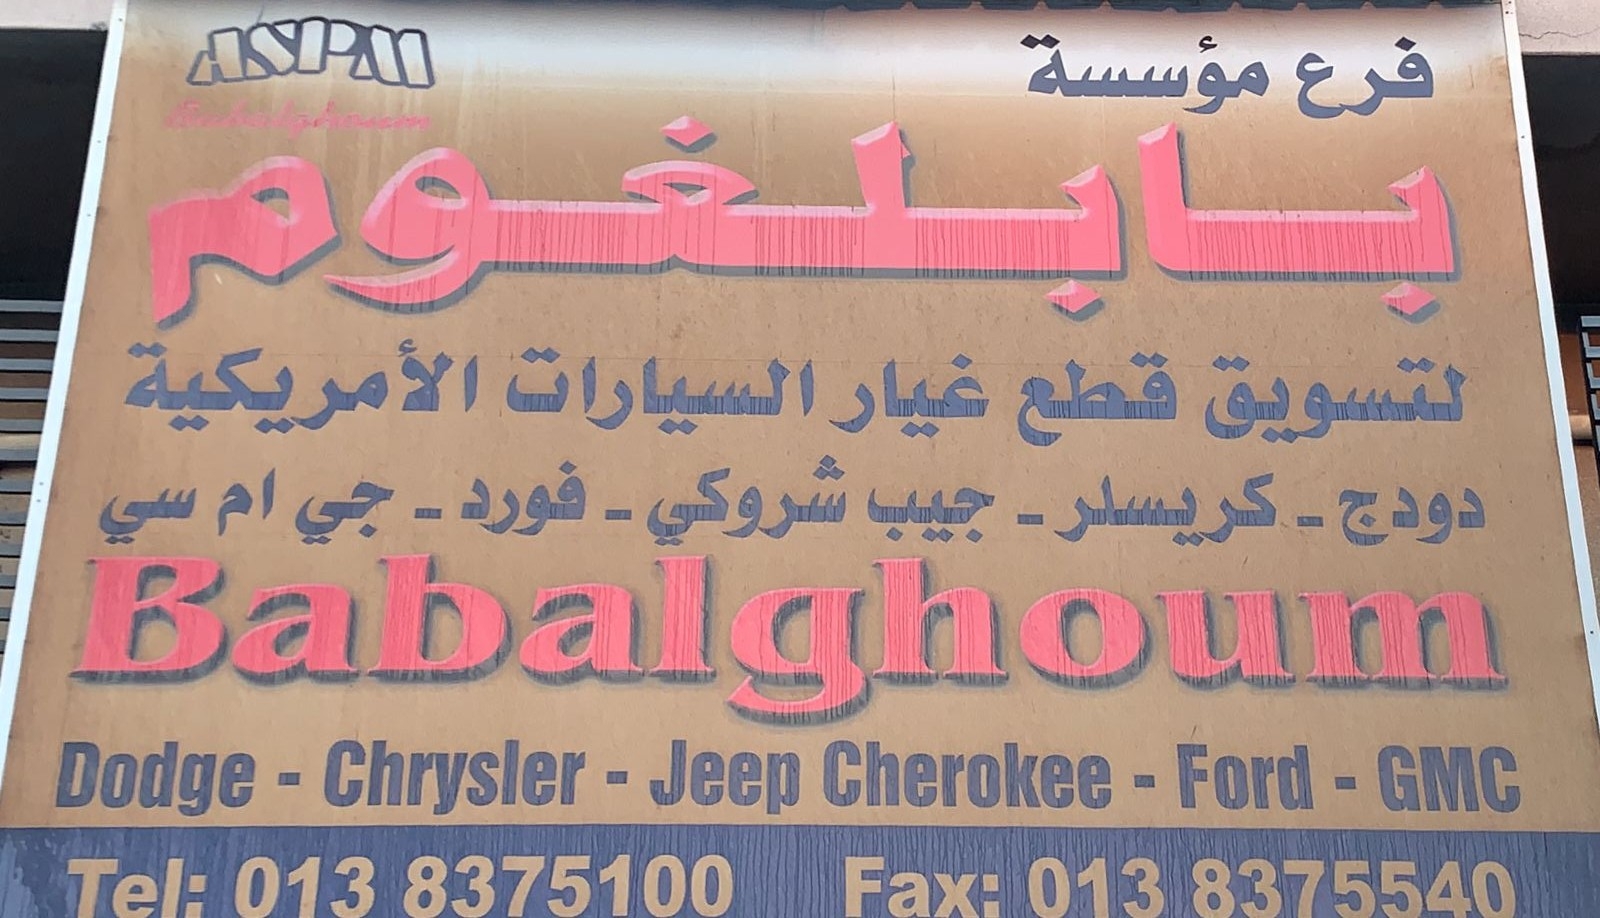 ASPM
فرع مؤسسة
Babalghoum
بابلغوم
لتسويق قطع غيار السيارات الأمريكية
دودج - كريسلر - جيب شروكي - فورد - جي ام سي
Babalghoum
Dodge - Chrysler - Jeep Cherokee - Ford - GMC
Tel: 013 8375100 Fax: 013 8375540